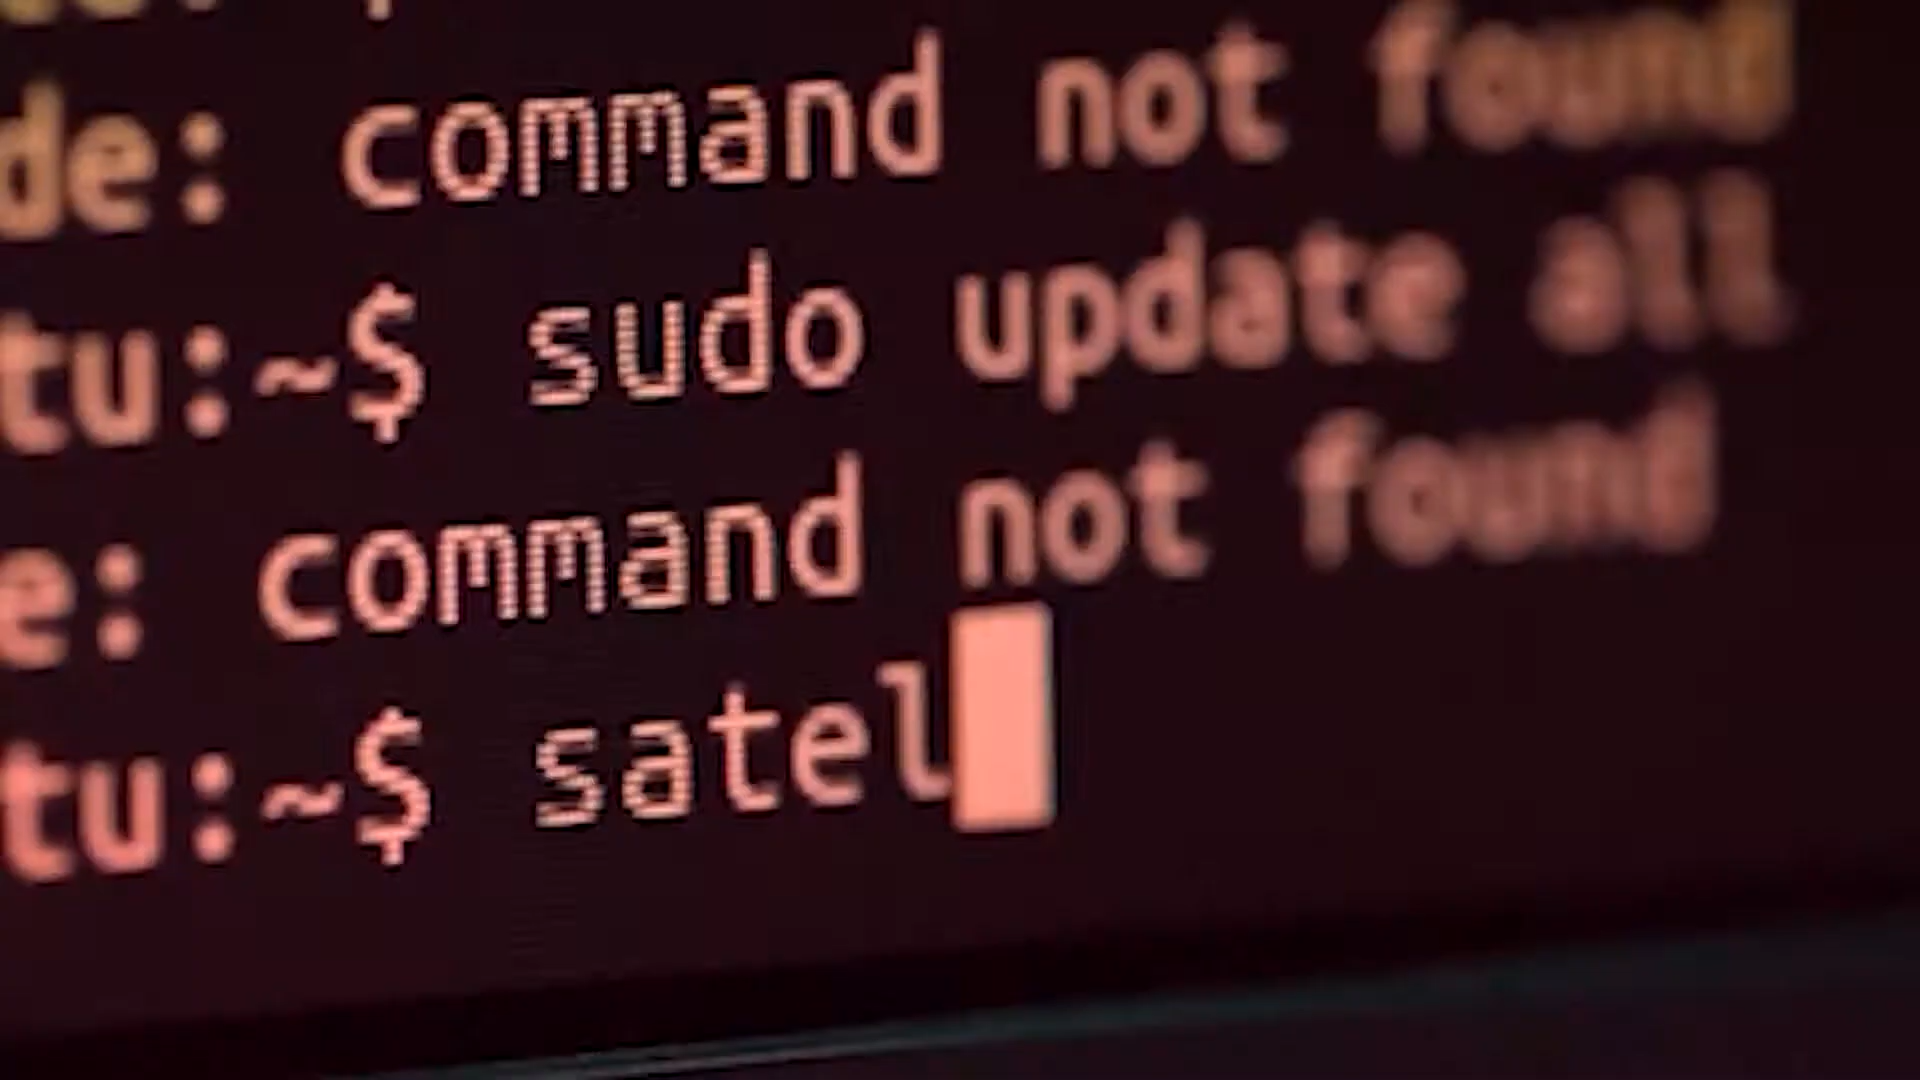 de: command not found
tu:~$ sudo update all
e: command not found
tu:~$ satel